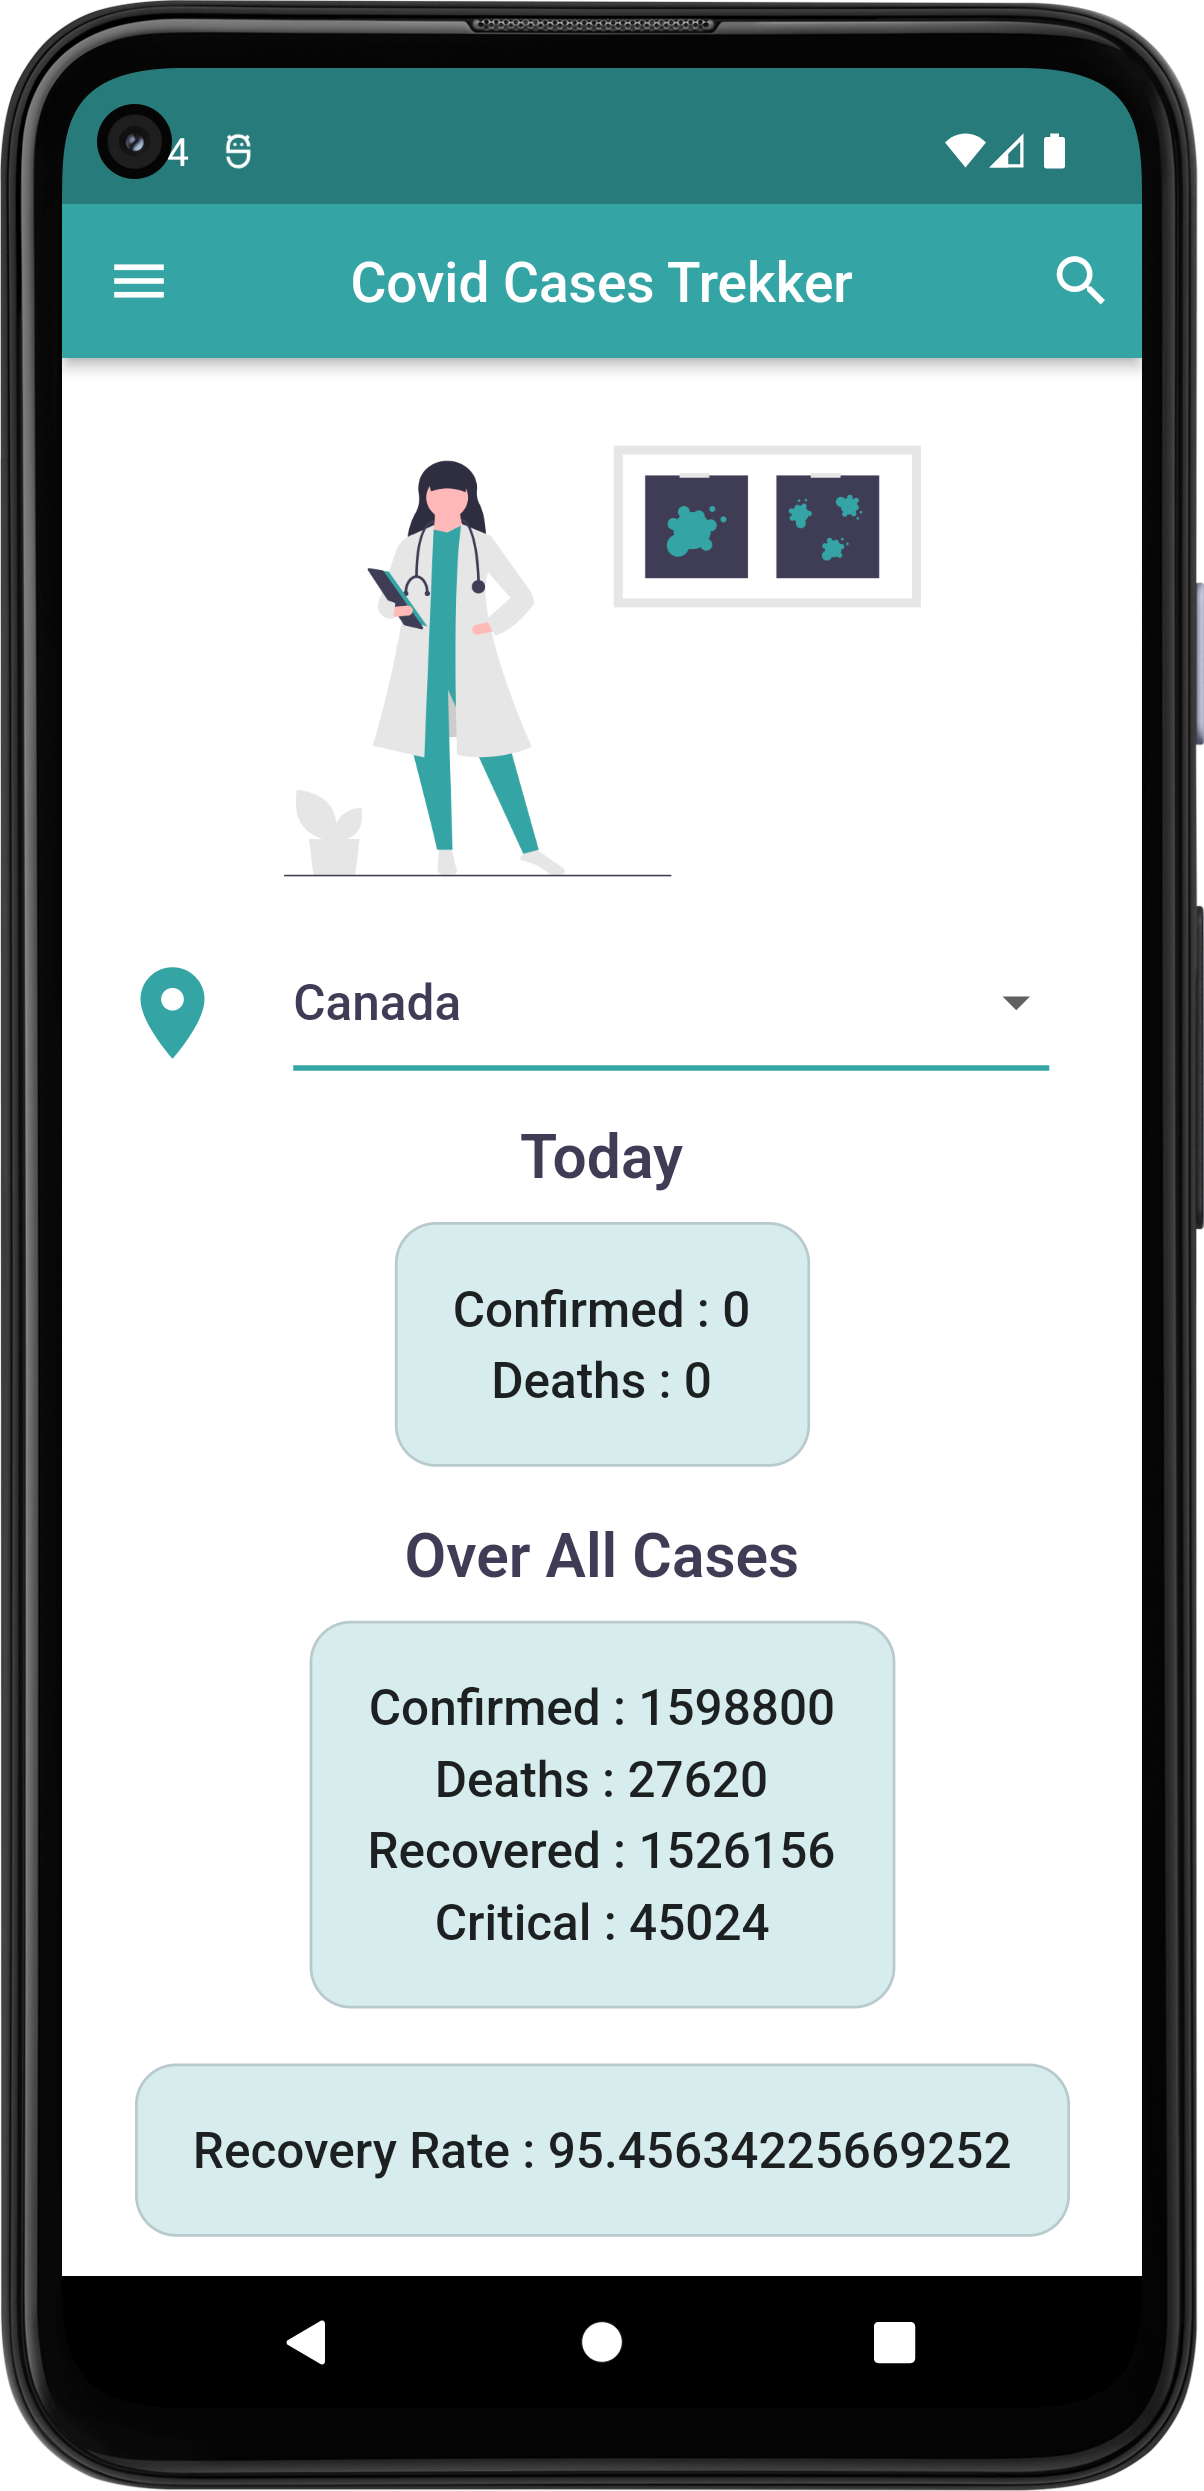 4
Covid Cases Trekker
Canada
Today
Confirmed : 0
Deaths : 0
Over All Cases
Confirmed : 1598800
Deaths : 27620
Recovered : 1526156
Critical : 45024
Recovery Rate : 95.45634225669252